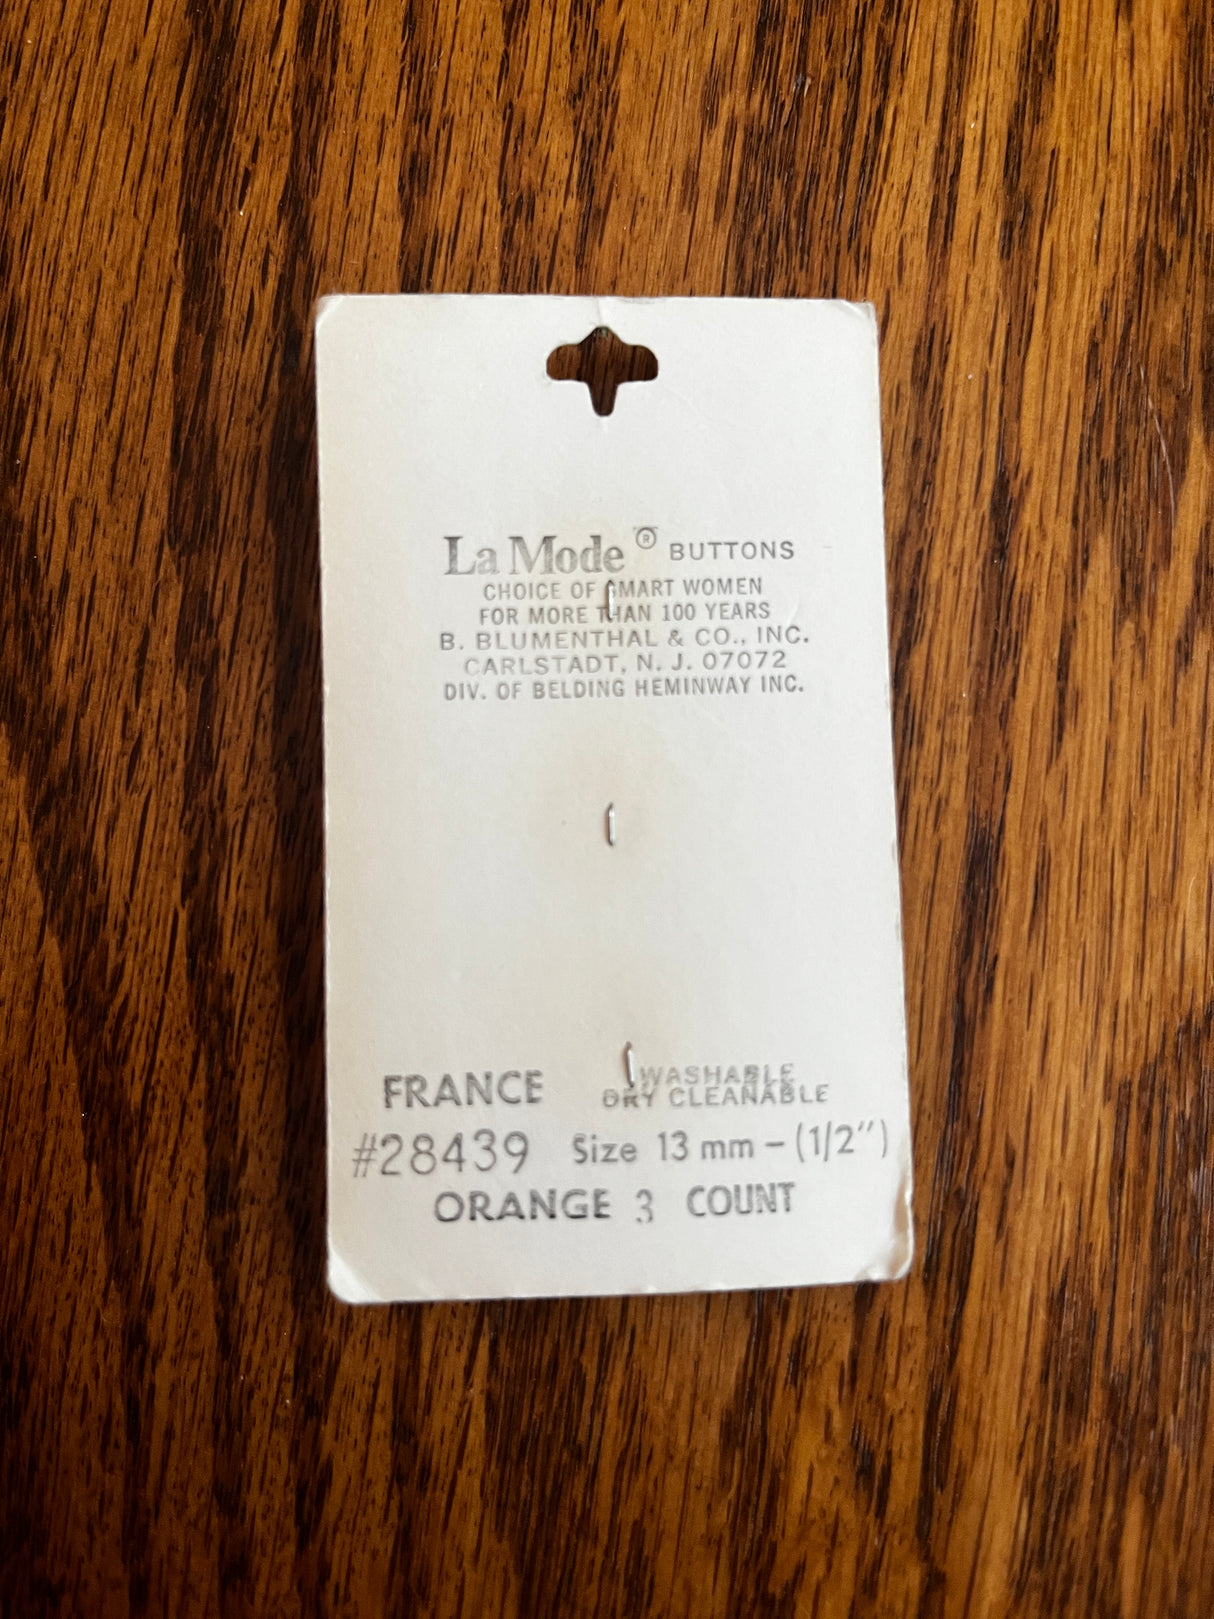 La Mode ® BUTTONS
CHOICE OF SMART WOMEN
FOR MORE THAN 100 YEARS
B. BLUMENTHAL & CO., INC.
CARLSTADT, N. J. 07072
DIV. OF BELDING HEMINWAY INC.
FRANCE WASHABLE
DRY CLEANABLE
#28439 Size 13 mm – (1/2")
ORANGE 3 COUNT